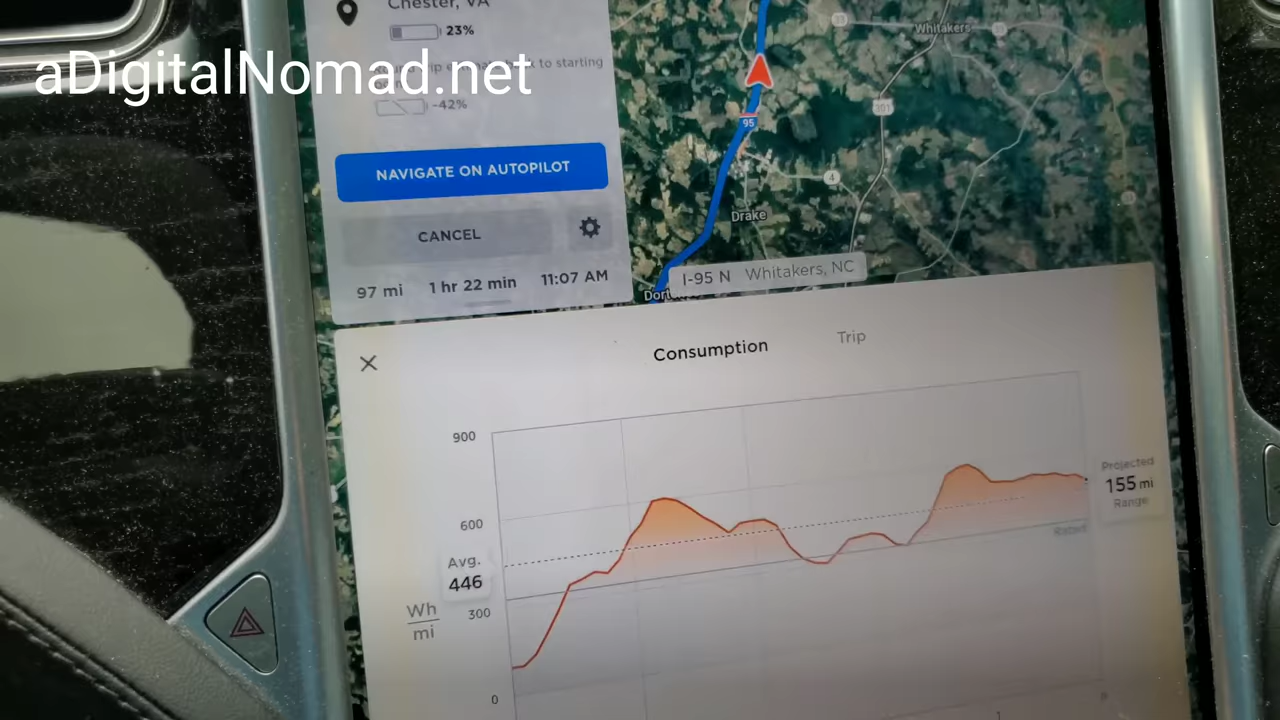 Chester, VA
23%
aDigitalNomad.net
to starting
-42%
NAVIGATE ON AUTOPILOT
CANCEL
97 mi 1 hr 22 min 11:07 AM
Whitakers
301
95
4
Drake
I-95 N Whitakers, NC
Consumption Trip
900
600
300
0
Avg.
446
Wh
mi
Projected
155 mi
Range
Rated